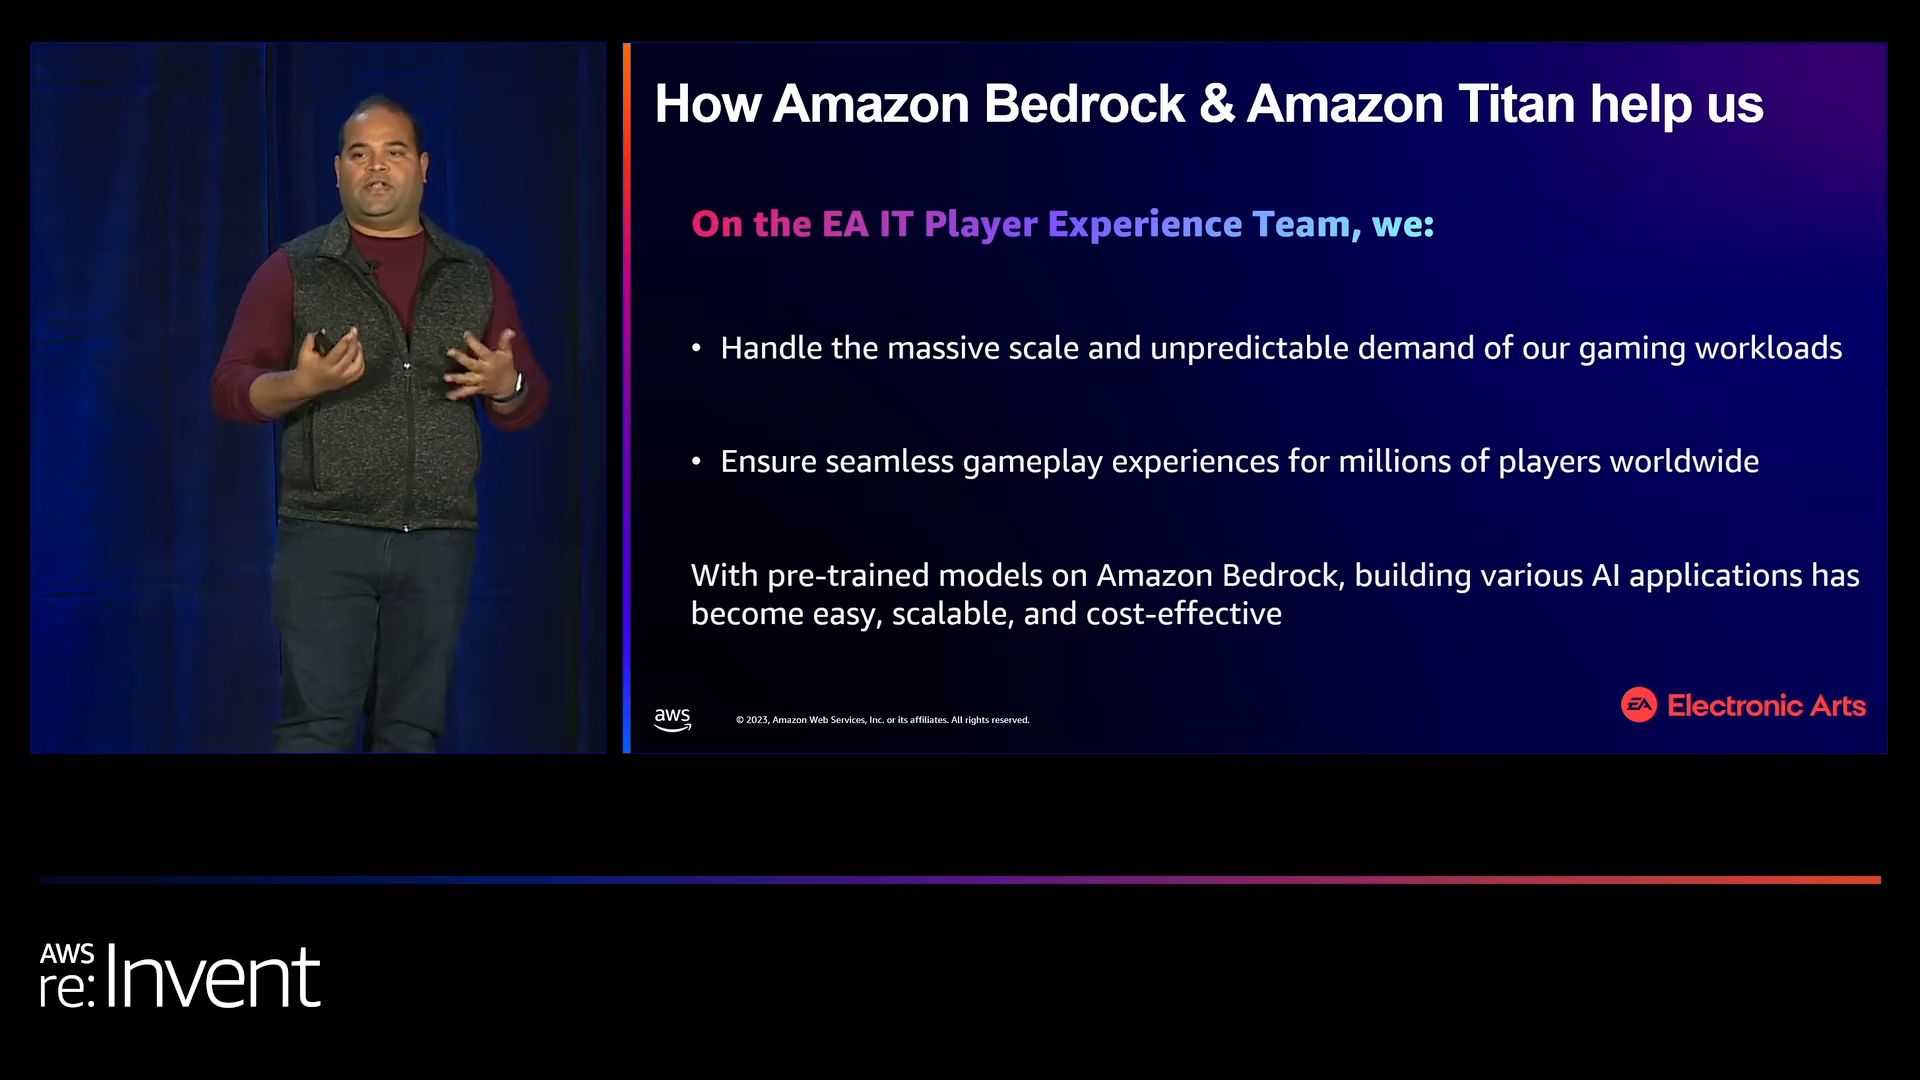 How Amazon Bedrock & Amazon Titan help us
On the EA IT Player Experience Team, we:
• Handle the massive scale and unpredictable demand of our gaming workloads
• Ensure seamless gameplay experiences for millions of players worldwide
With pre-trained models on Amazon Bedrock, building various AI applications has
become easy, scalable, and cost-effective
aws
© 2023, Amazon Web Services, Inc. or its affiliates. All rights reserved.
EA Electronic Arts
AWS
re:Invent